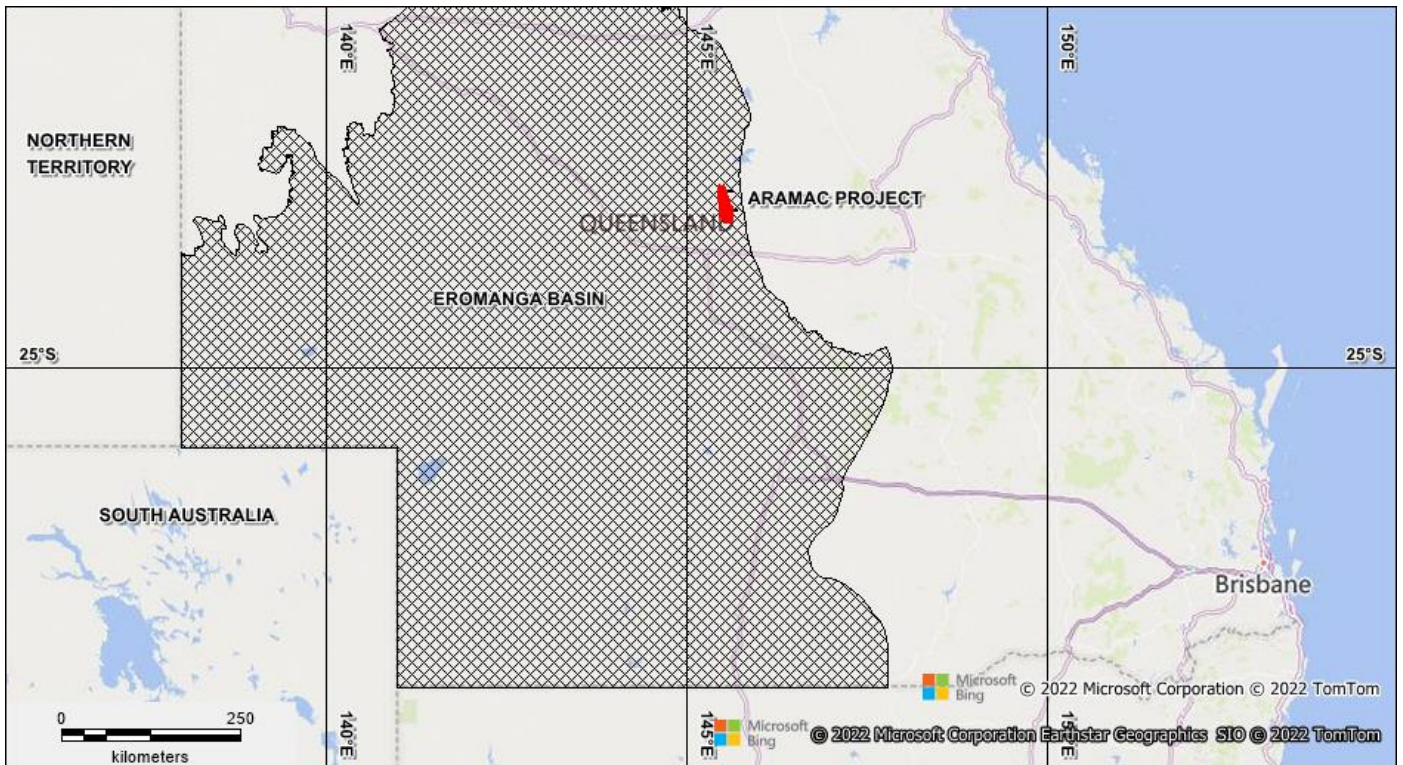 140°E
145°E
150°E
NORTHERN
TERRITORY
ARAMAC PROJECT
QUEENSLAND
EROMANGA BASIN
25°S
25°S
SOUTH AUSTRALIA
Brisbane
Microsoft
Bing
© 2022 Microsoft Corporation © 2022 TomTom
0
250
kilometers
140°E
145°E
150°E
Microsoft
Bing
© 2022 Microsoft Corporation Earthstar Geographics SIO © 2022 TomTom